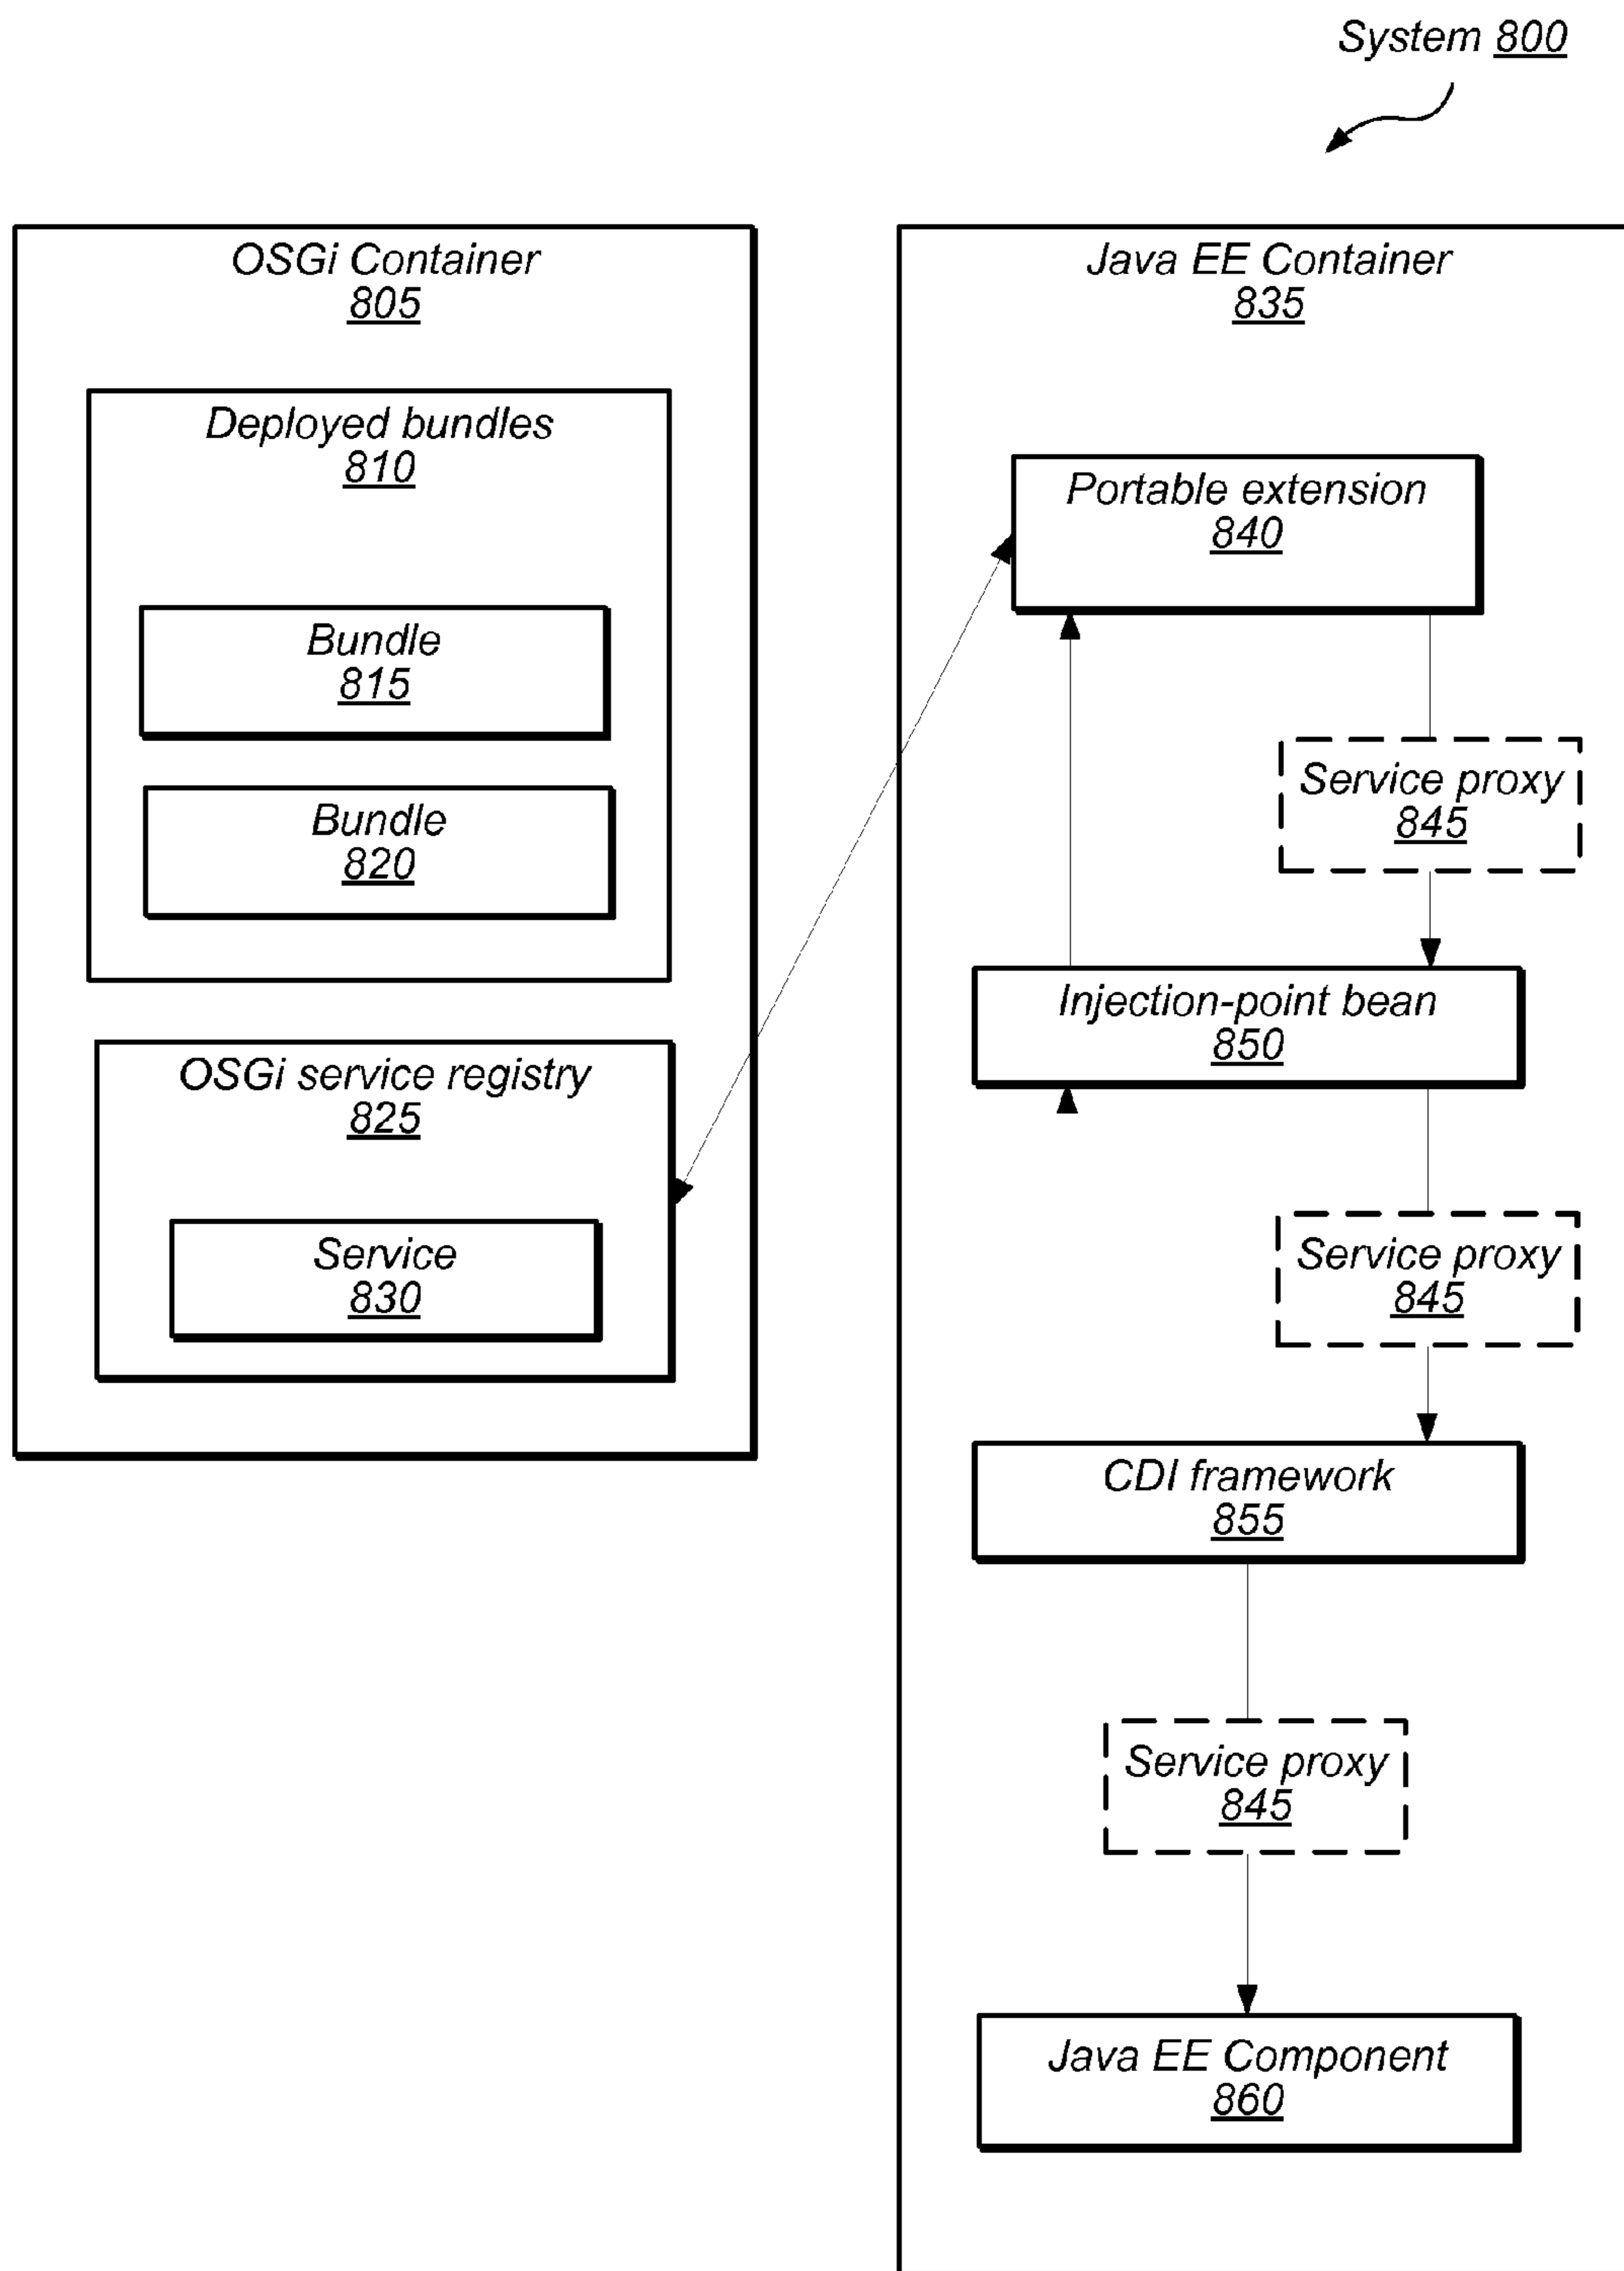 System 800
OSGi Container
805
Deployed bundles
810
Bundle
815
Bundle
820
OSGi service registry
825
Service
830
Java EE Container
835
Portable extension
840
Service proxy
845
Injection-point bean
850
Service proxy
845
CDI framework
855
Service proxy
845
Java EE Component
860